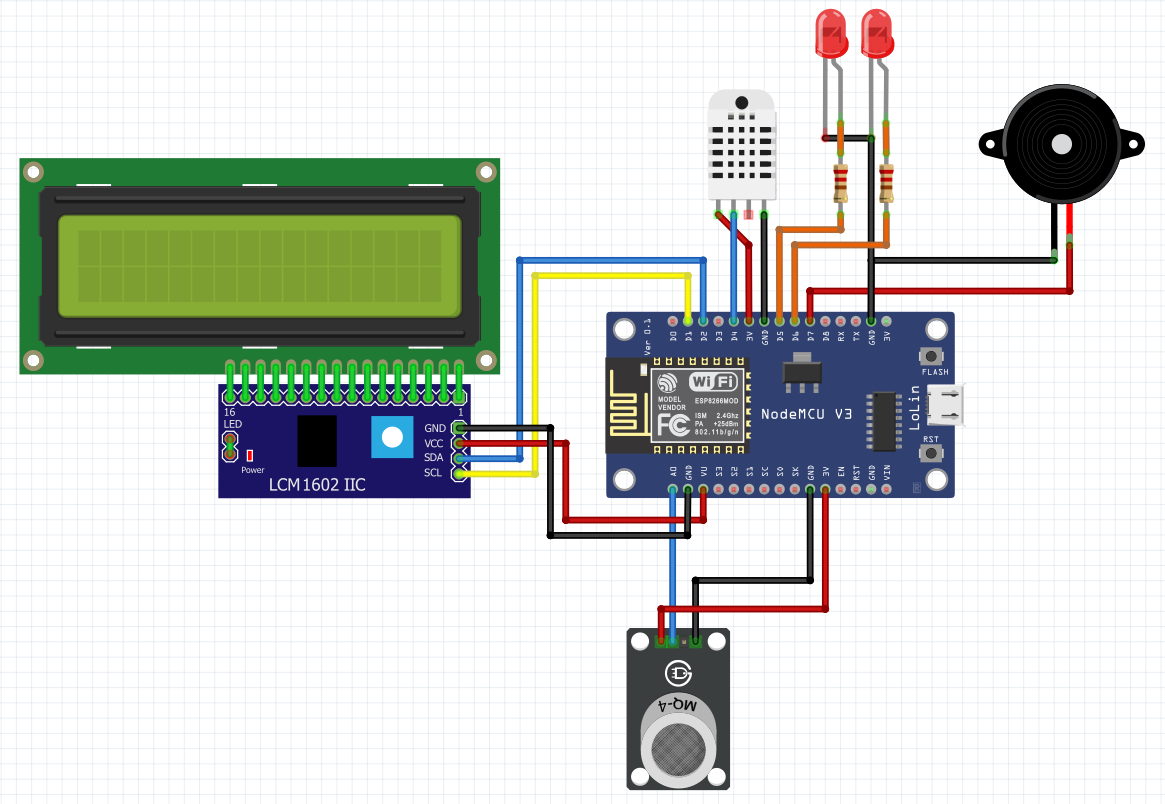 Ver 0.1
D0 D1 D2 D3 D4 3V GND D5 D6 D7 D8 RX TX GND 3V
FLASH
WiFi
MODEL
VENDOR
ESP8266MOD
FC
ISM 2.4Ghz
PA +25dBm
802.11b/g/n
NodeMCU V3
LoLin
RST
A0 GND VU S3 S2 S1 SC S0 SK GND 3V EN RST GND VIN
16
1
LED
Power
GND
VCC
SDA
SCL
LCM1602 IIC
MQ-4